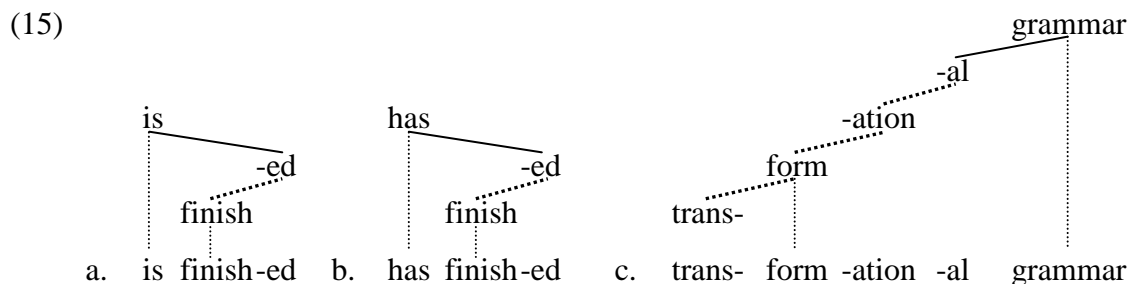 (15)
grammar
-al
is has -ation
-ed -ed form
finish finish trans-
a. is finish-ed b. has finish-ed c. trans- form -ation -al grammar